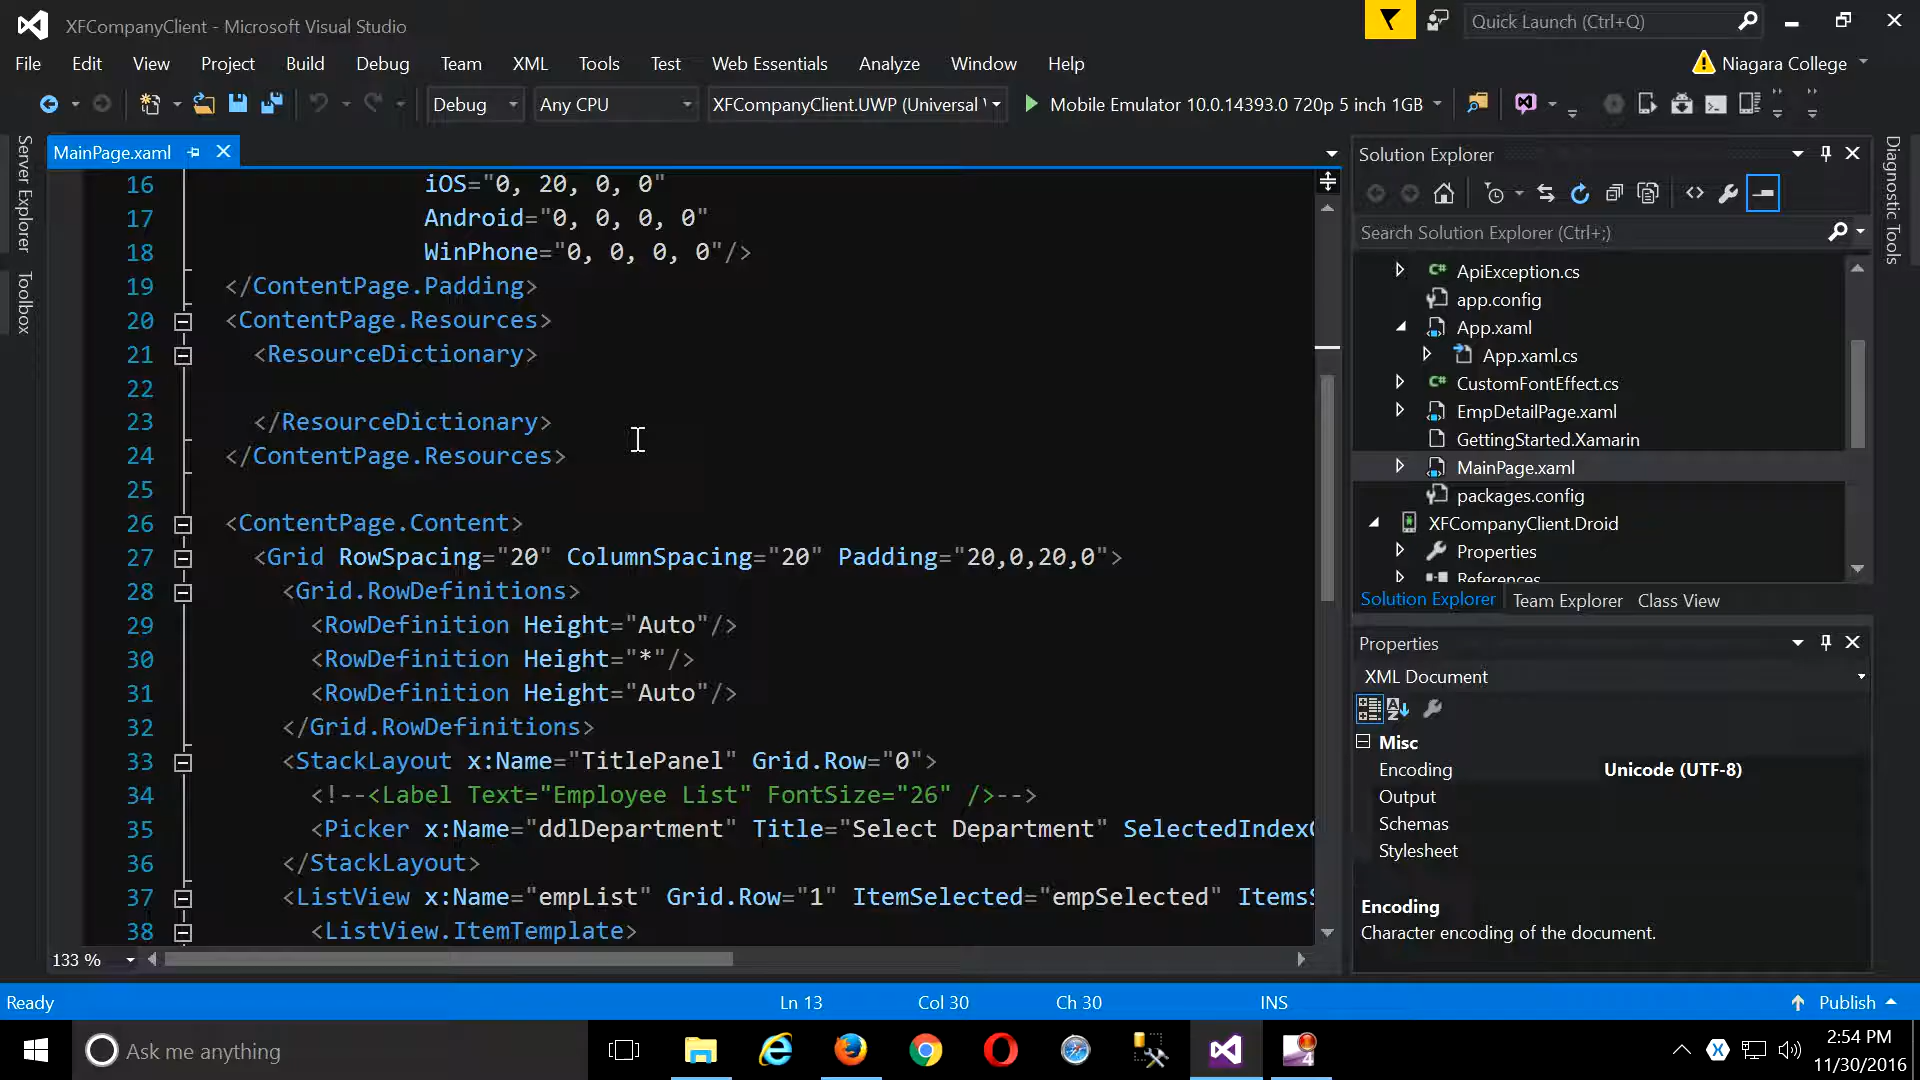 XFCompanyClient - Microsoft Visual Studio
Quick Launch (Ctrl+Q)
File Edit View Project Build Debug Team XML Tools Test Web Essentials Analyze Window Help
Niagara College
Debug Any CPU XFCompanyClient.UWP (Universal Mobile Emulator 10.0.14393.0 720p 5 inch 1GB
Server Explorer
Toolbox
MainPage.xaml
16 iOS="0, 20, 0, 0"
17 Android="0, 0, 0, 0"
18 WinPhone="0, 0, 0, 0"/>
19 </ContentPage.Padding>
20 <ContentPage.Resources>
21 <ResourceDictionary>
22
23 </ResourceDictionary>
24 </ContentPage.Resources>
25
26 <ContentPage.Content>
27 <Grid RowSpacing="20" ColumnSpacing="20" Padding="20,0,20,0">
28 <Grid.RowDefinitions>
29 <RowDefinition Height="Auto"/>
30 <RowDefinition Height="*"/>
31 <RowDefinition Height="Auto"/>
32 </Grid.RowDefinitions>
33 <StackLayout x:Name="TitlePanel" Grid.Row="0">
34 <!--<Label Text="Employee List" FontSize="26" />-->
35 <Picker x:Name="ddlDepartment" Title="Select Department" SelectedIndex
36 </StackLayout>
37 <ListView x:Name="empList" Grid.Row="1" ItemSelected="empSelected" Items
38 <ListView.ItemTemplate>
133 %
Solution Explorer
Search Solution Explorer (Ctrl+;)
ApiException.cs
app.config
App.xaml
App.xaml.cs
CustomFontEffect.cs
EmpDetailPage.xaml
GettingStarted.Xamarin
MainPage.xaml
packages.config
XFCompanyClient.Droid
Properties
References
Solution Explorer Team Explorer Class View
Properties
XML Document
Misc
Encoding Unicode (UTF-8)
Output
Schemas
Stylesheet
Encoding
Character encoding of the document.
Diagnostic Tools
Ready Ln 13 Col 30 Ch 30 INS Publish
Ask me anything
4
2:54 PM
11/30/2016